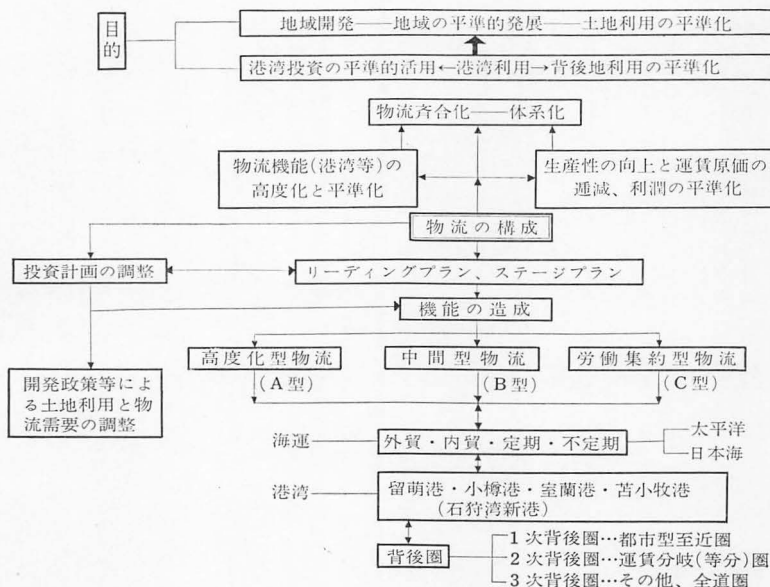 目的
地域開発——地域の平準的発展——土地利用の平準化
港湾投資の平準的活用←港湾利用→背後地利用の平準化
物流斉合化——体系化
物流機能(港湾等)の
高度化と平準化
生産性の向上と運賃原価の
逓減、利潤の平準化
物流の構成
投資計画の調整
リーディングプラン、ステージプラン
機能の造成
高度化型物流
中間型物流
労働集約型物流
(A型)
(B型)
(C型)
開発政策等によ
る土地利用と物
流需要の調整
海運
外貿・内貿・定期・不定期
太平洋
日本海
港湾
留萌港・小樽港・室蘭港・苫小牧港
(石狩湾新港)
背後圏
1次背後圏…都市型至近圏
2次背後圏…運賃分岐(等分)圏
3次背後圏…その他、全道圏